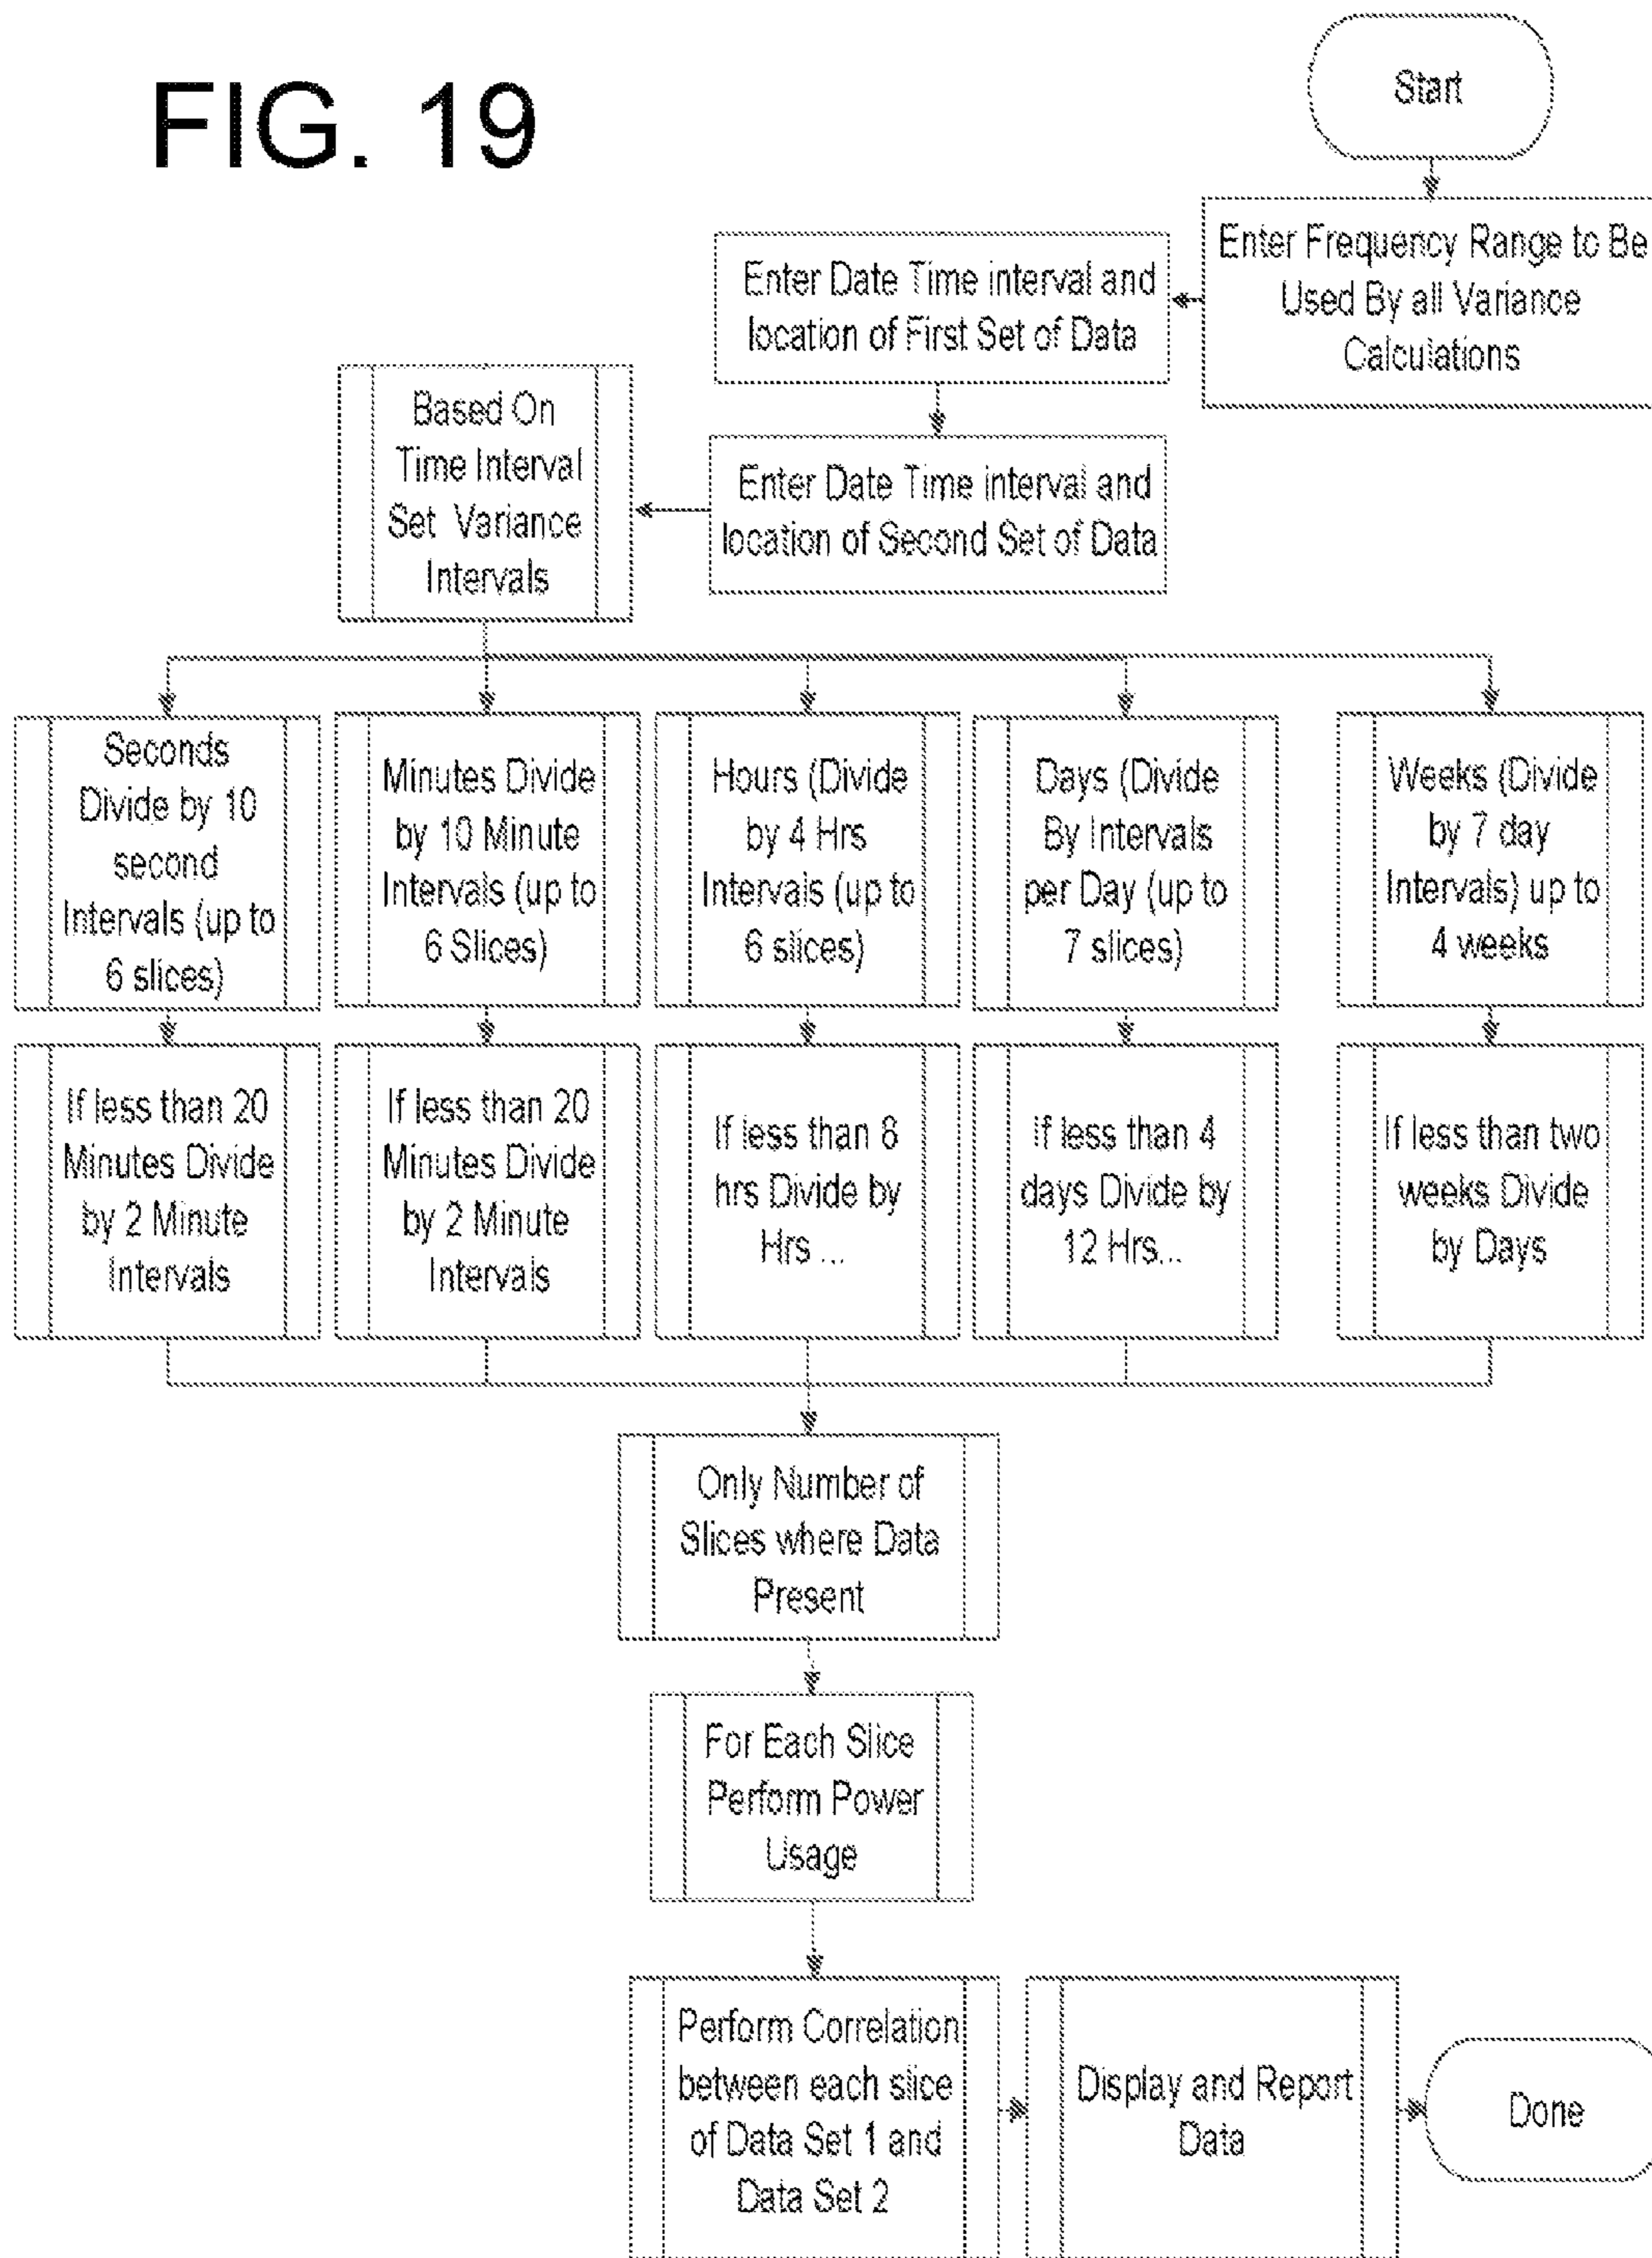 FIG. 19
Start
Enter Frequency Range to Be
Used By all Variance
Calculations
Enter Date Time interval and
location of First Set of Data
Enter Date Time interval and
location of Second Set of Data
Based On
Time Interval
Set Variance
Intervals
Seconds
Divide by 10
second
Intervals (up to
6 slices)
Minutes Divide
by 10 Minute
Intervals (up to
6 Slices)
Hours (Divide
by 4 Hrs
Intervals (up to
6 slices)
Days (Divide
By Intervals
per Day (up to
7 slices)
Weeks (Divide
by 7 day
Intervals) up to
4 weeks
If less than 20
Minutes Divide
by 2 Minute
Intervals
If less than 20
Minutes Divide
by 2 Minute
Intervals
If less than 8
hrs Divide by
Hrs ...
If less than 4
days Divide by
12 Hrs...
If less than two
weeks Divide
by Days
Only Number of
Slices where Data
Present
For Each Slice
Perform Power
Usage
Perform Correlation
between each slice
of Data Set 1 and
Data Set 2
Display and Report
Data
Done